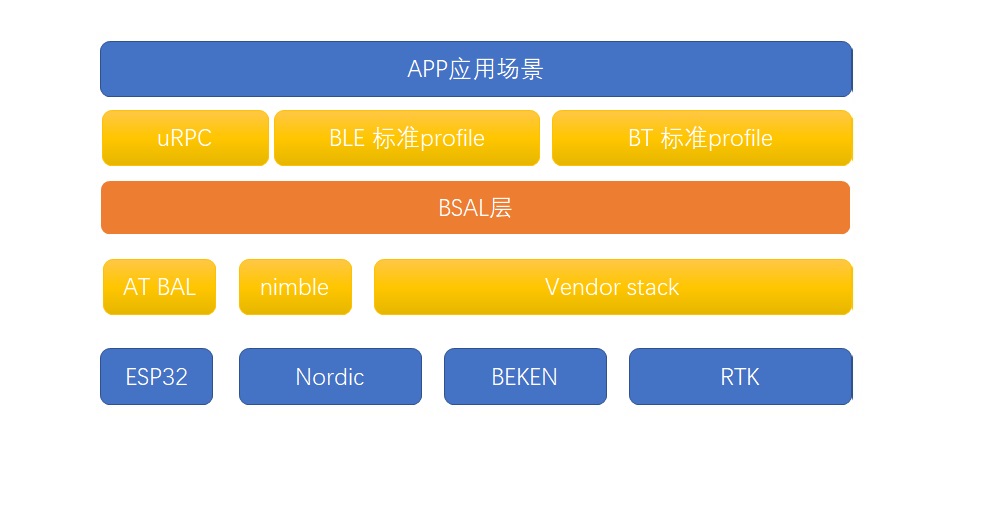 APP应用场景
uRPC
BLE 标准profile
BT 标准profile
BSAL层
AT BAL
nimble
Vendor stack
ESP32
Nordic
BEKEN
RTK